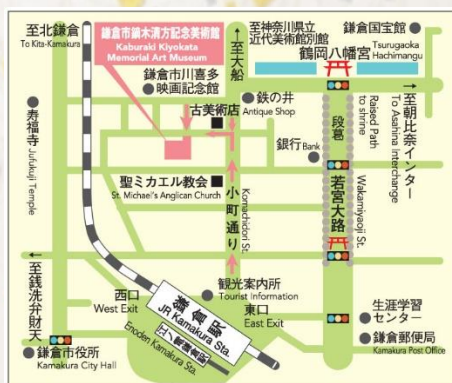 至北鎌倉
To Kita-Kamakura
鎌倉市鏑木清方記念美術館
Kaburaki Kiyokata
Memorial Art Museum
至大船
至神奈川県立
近代美術館別館
鎌倉国宝館
鶴岡八幡宮
Tsurugaoka
Hachimangu
鎌倉市川喜多
映画記念館
鉄の井
古美術店
Antique Shop
寿福寺
Jufukuji Temple
銀行 Bank
段葛
Raised Path
to shrine
至朝比奈インター
To Asahina Interchange
聖ミカエル教会
St. Michael's Anglican Church
小町通り
Komachidori St.
若宮大路
Wakamiyaoji St.
至銭洗弁財天
西口
West Exit
鎌倉駅
JR Kamakura Sta.
江ノ電鎌倉駅
Enoden Kamakura Sta.
観光案内所
Tourist Information
東口
East Exit
生涯学習
センター
鎌倉市役所
Kamakura City Hall
鎌倉郵便局
Kamakura Post Office